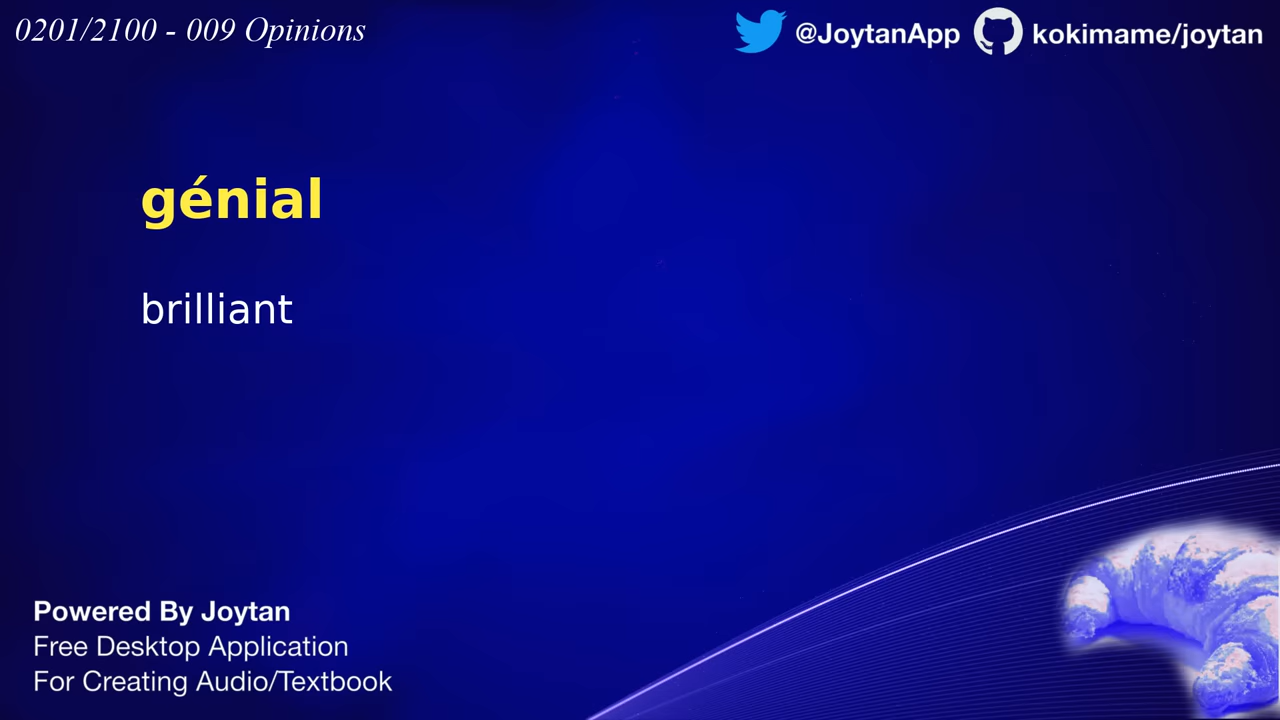 0201/2100 - 009 Opinions
@JoytanApp kokimame/joytan
génial
brilliant
Powered By Joytan
Free Desktop Application
For Creating Audio/Textbook